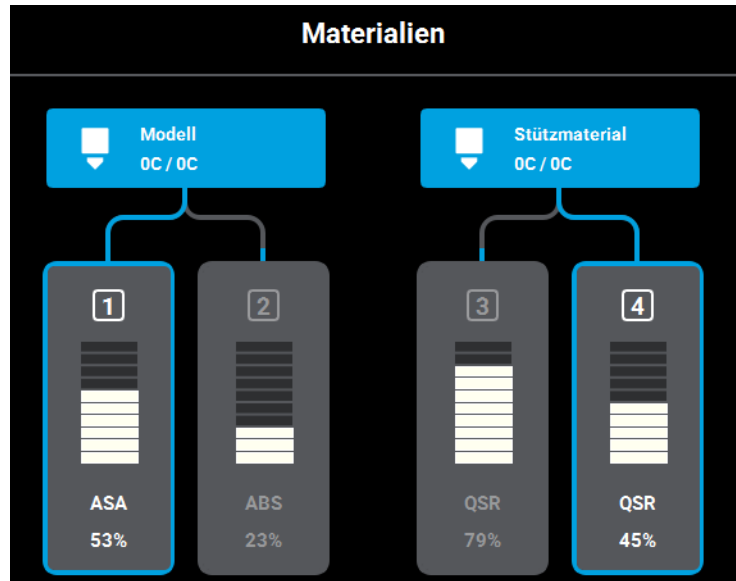 Materialien
Modell
0C / 0C
Stützmaterial
0C / 0C
1
2
3
4
ASA
ABS
QSR
QSR
53%
23%
79%
45%